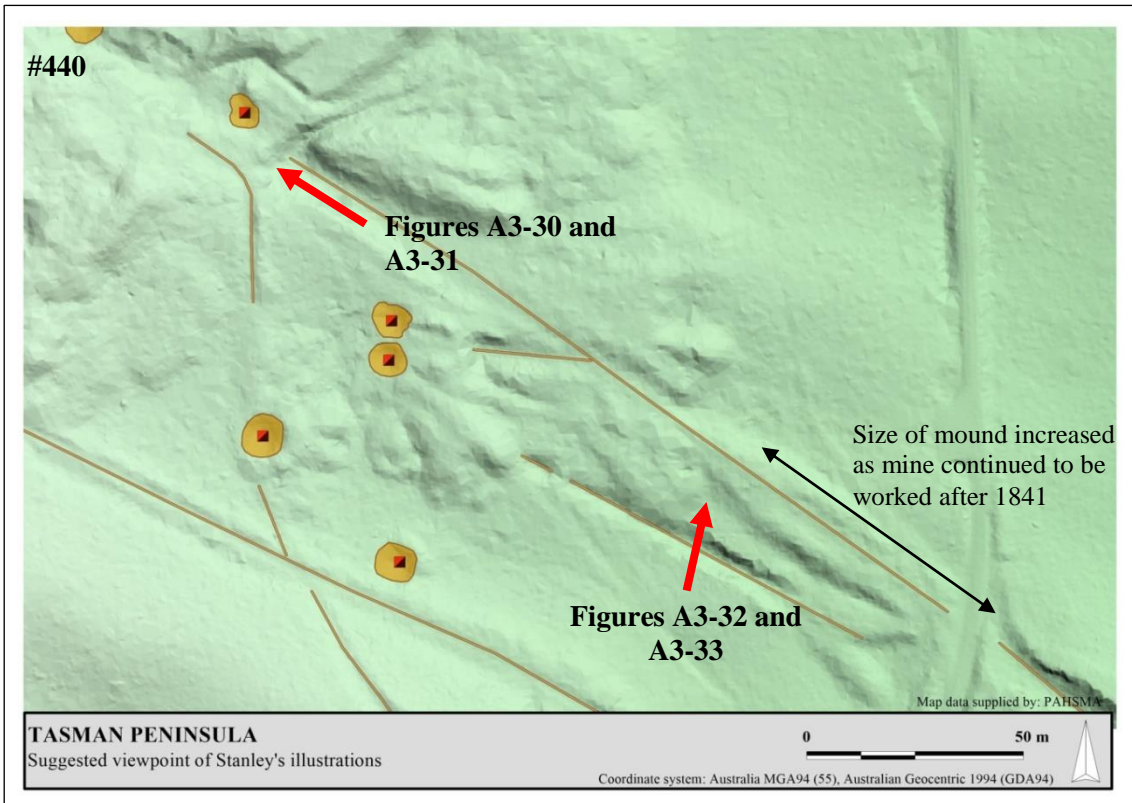 #440
Figures A3-30 and
A3-31
Size of mound increased
as mine continued to be
worked after 1841
Figures A3-32 and
A3-33
Map data supplied by: PAHSMA
TASMAN PENINSULA
Suggested viewpoint of Stanley's illustrations
0 50 m
Coordinate system: Australia MGA94 (55), Australian Geocentric 1994 (GDA94)